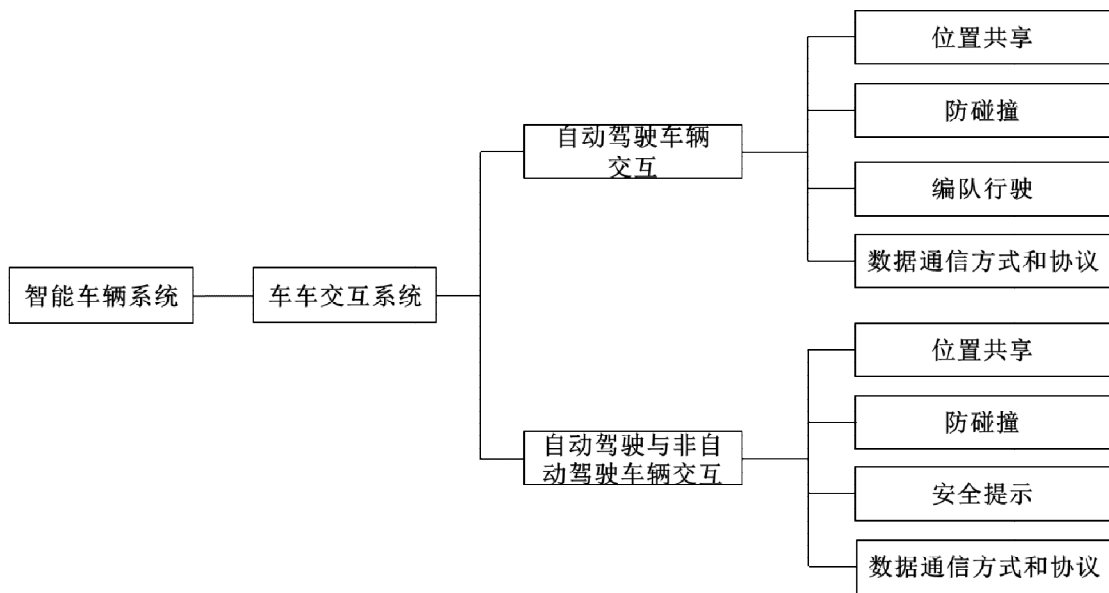 位置共享
防碰撞
自动驾驶车辆
交互
编队行驶
数据通信方式和协议
智能车辆系统
车车交互系统
位置共享
防碰撞
自动驾驶与非自
动驾驶车辆交互
安全提示
数据通信方式和协议